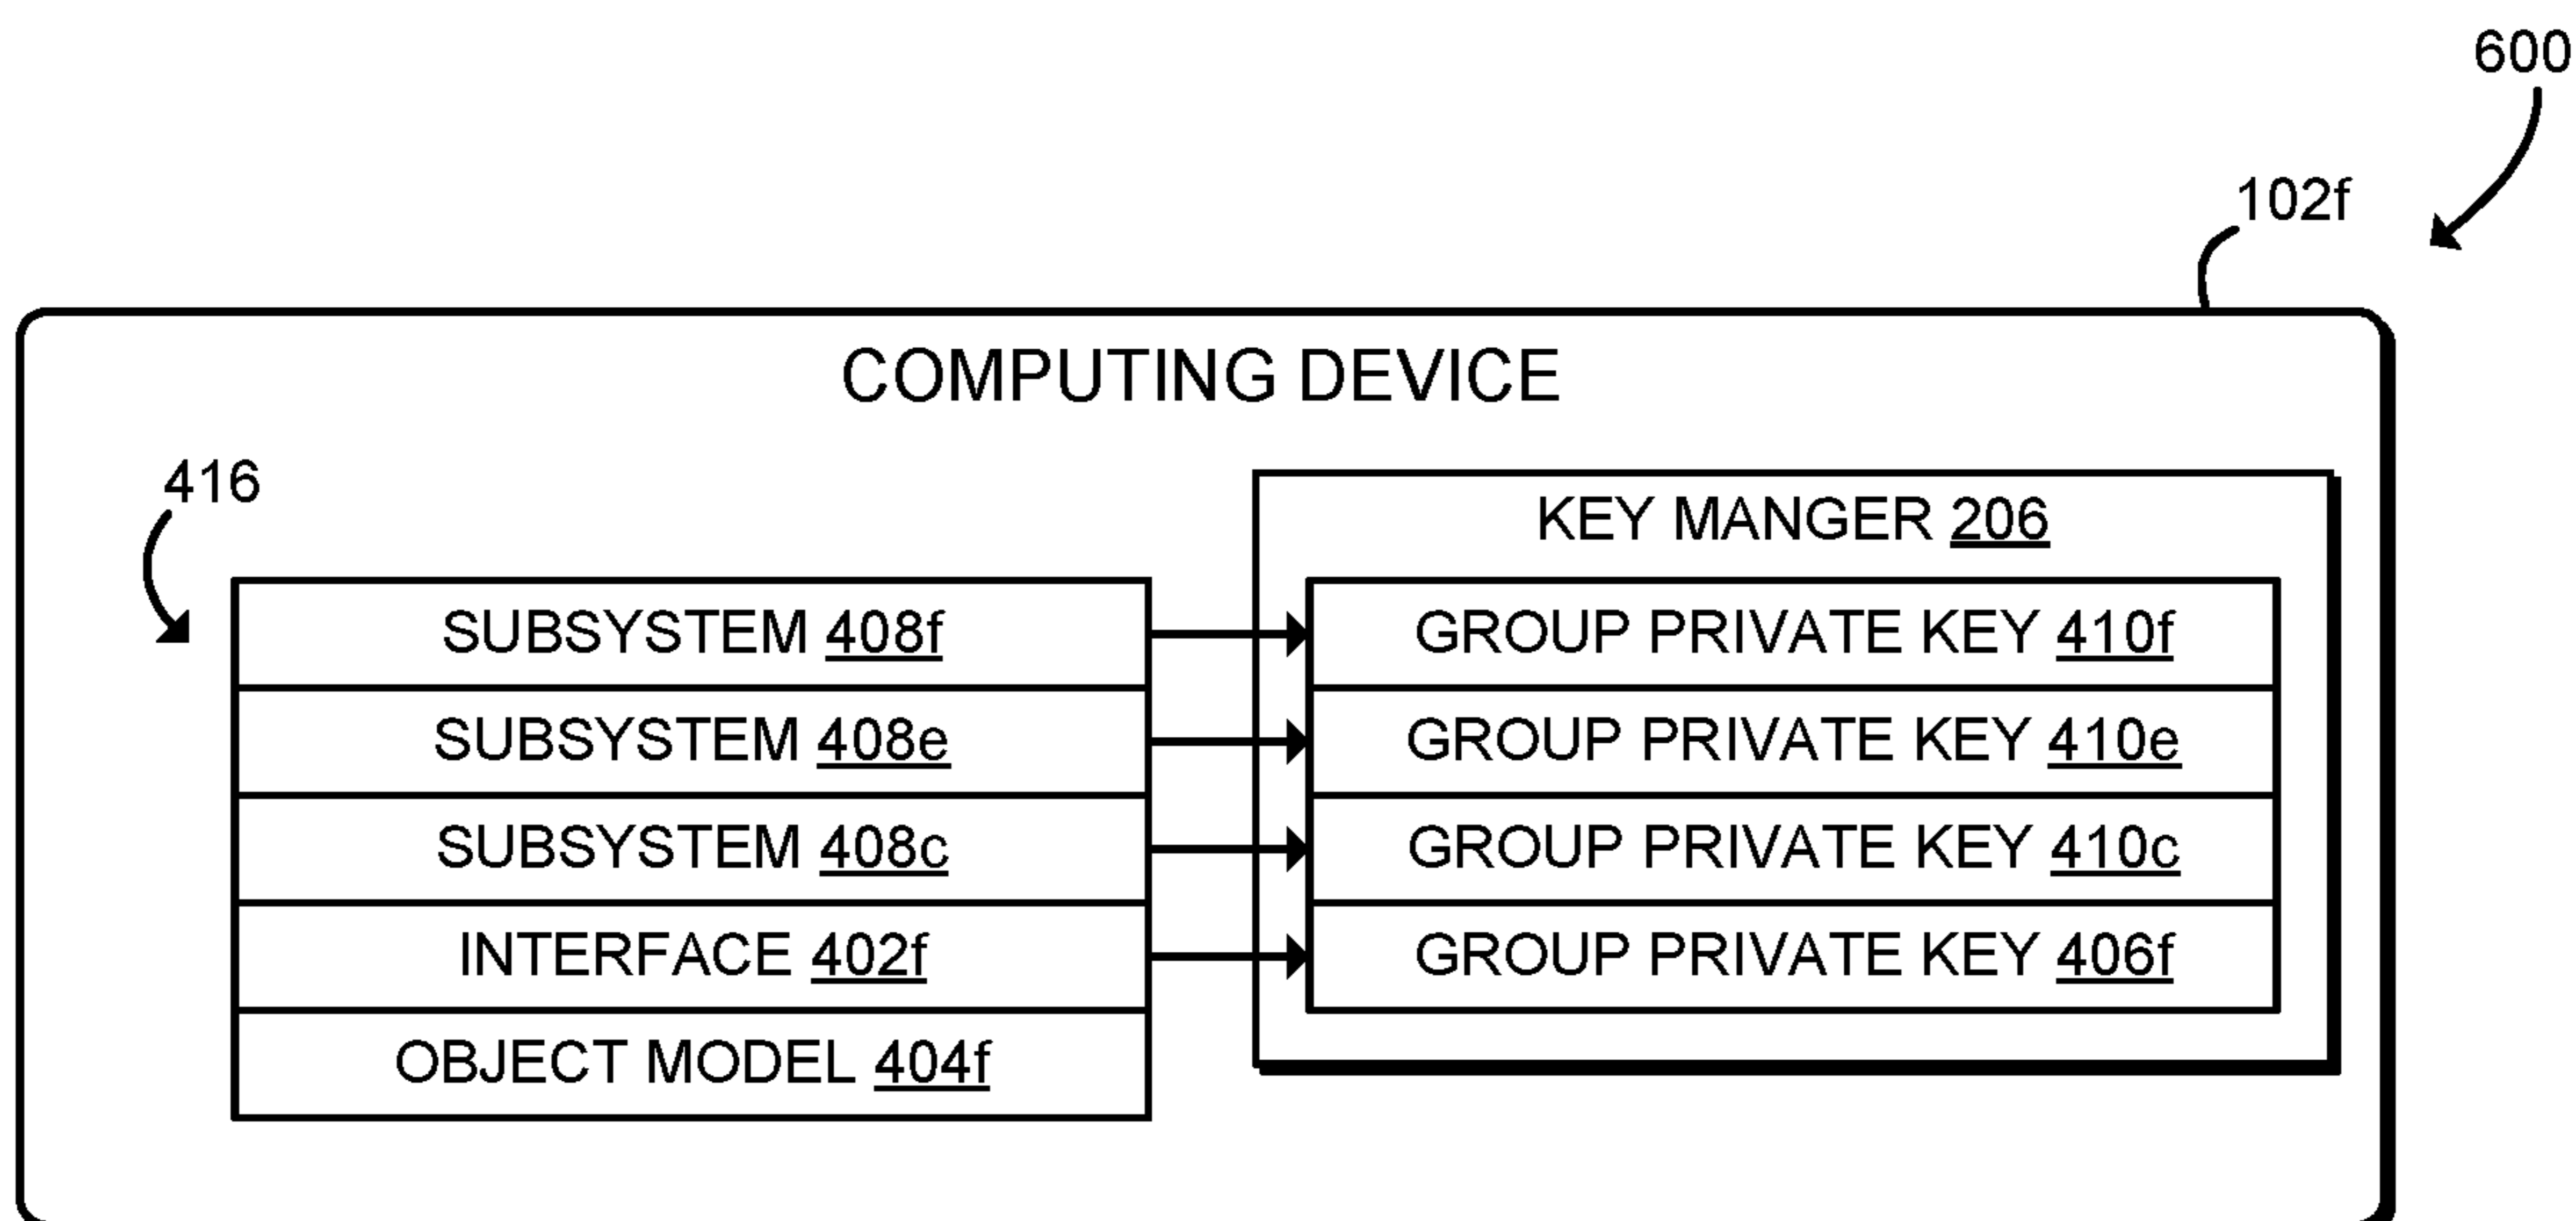 600
102f
COMPUTING DEVICE
416
KEY MANGER 206
SUBSYSTEM 408f
GROUP PRIVATE KEY 410f
SUBSYSTEM 408e
GROUP PRIVATE KEY 410e
SUBSYSTEM 408c
GROUP PRIVATE KEY 410c
INTERFACE 402f
GROUP PRIVATE KEY 406f
OBJECT MODEL 404f